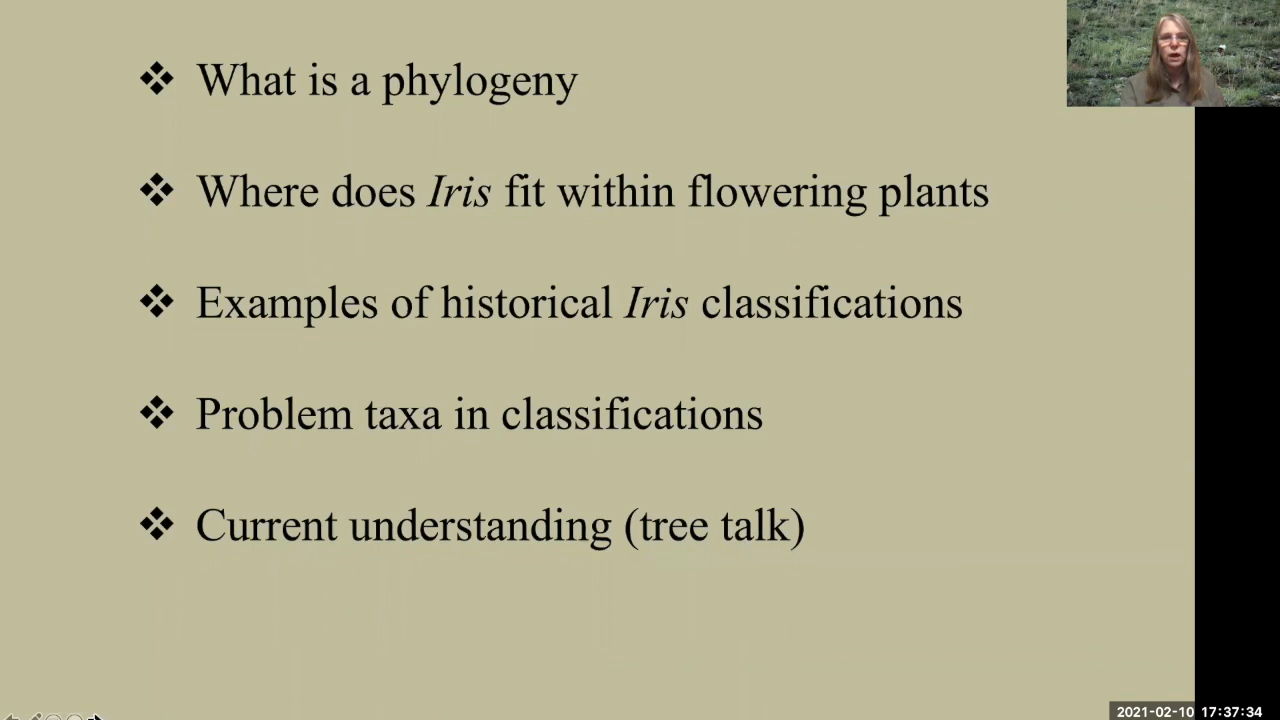 ❖ What is a phylogeny
❖ Where does Iris fit within flowering plants
❖ Examples of historical Iris classifications
❖ Problem taxa in classifications
❖ Current understanding (tree talk)
2021-02-10 17:37:34